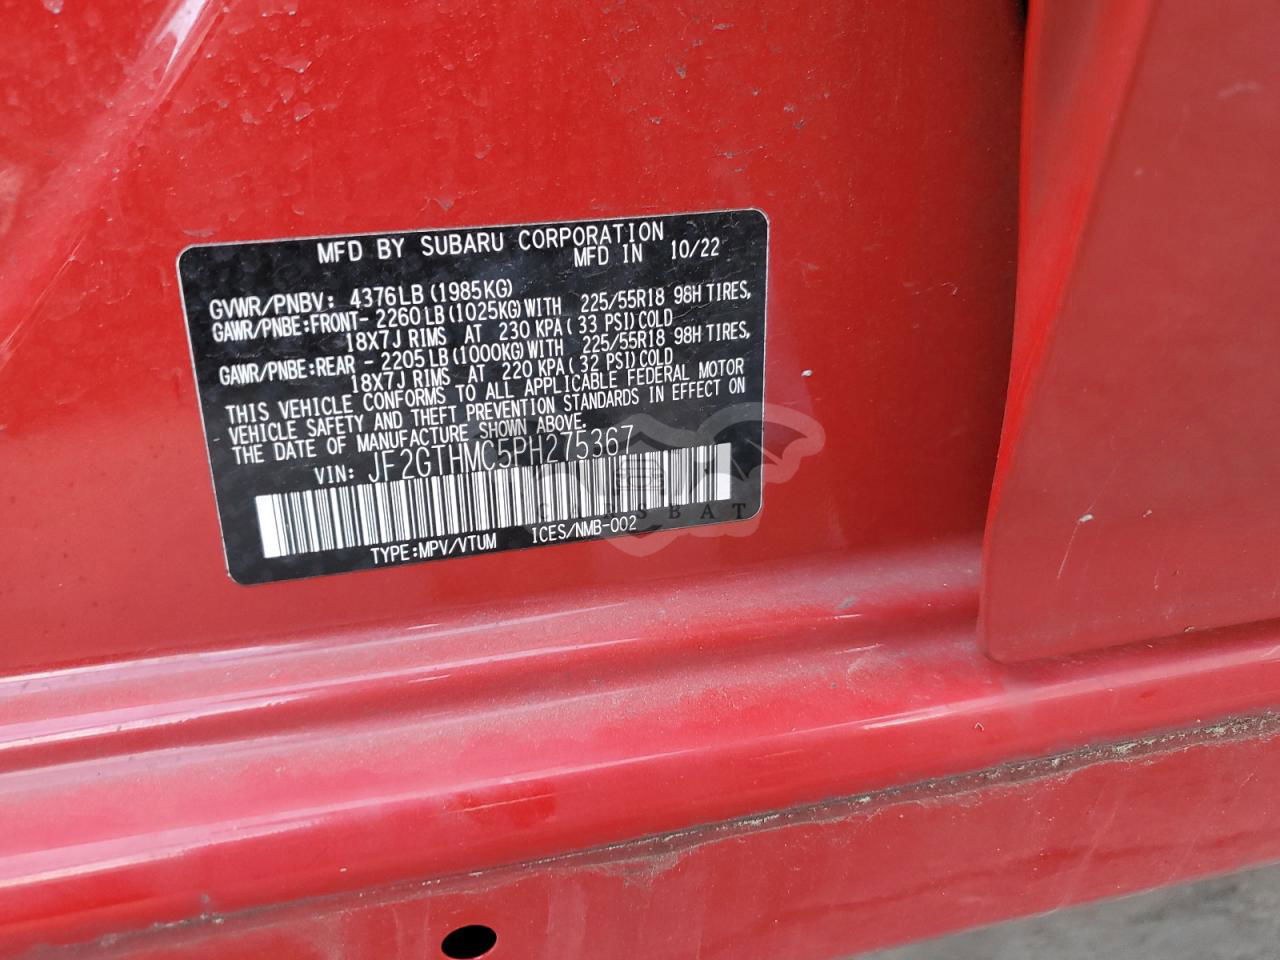 MFD BY SUBARU CORPORATION
MFD IN 10/22
GVWR/PNBV: 4376LB (1985KG)
GAWR/PNBE:FRONT- 2260 LB (1025KG) WITH 225/55R18 98H TIRES,
18X7J RIMS AT 230 KPA ( 33 PSI) COLD
GAWR/PNBE:REAR - 2205 LB (1000KG) WITH 225/55R18 98H TIRES,
18X7J RIMS AT 220 KPA ( 32 PSI) COLD
THIS VEHICLE CONFORMS TO ALL APPLICABLE FEDERAL MOTOR
VEHICLE SAFETY AND THEFT PREVENTION STANDARDS IN EFFECT ON
THE DATE OF MANUFACTURE SHOWN ABOVE.
VIN: JF2GTHMC5PH275367
CARSBAT
TYPE:MPV/VTUM ICES/NMB-002